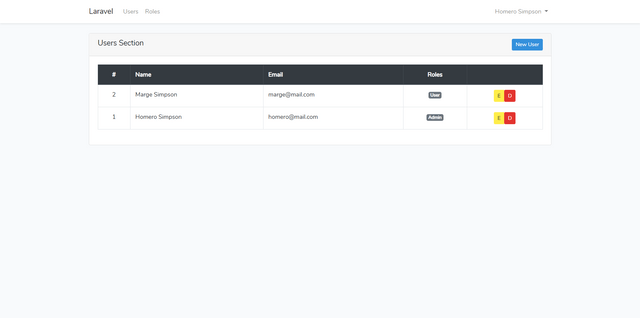 Laravel Users Roles Homero Simpson
Users Section New User
# Name Email Roles
2 Marge Simpson marge@mail.com User E D
1 Homero Simpson homero@mail.com Admin E D